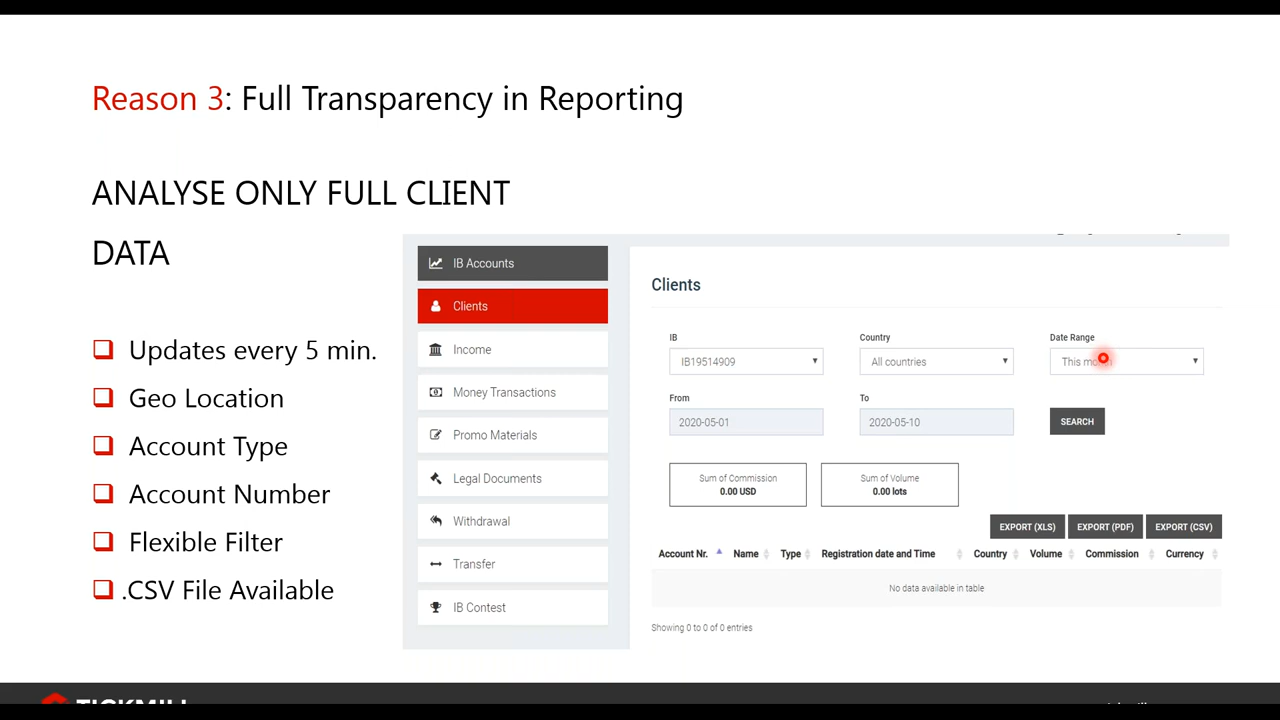 Reason 3: Full Transparency in Reporting
ANALYSE ONLY FULL CLIENT
DATA
Updates every 5 min.
Geo Location
Account Type
Account Number
Flexible Filter
.CSV File Available
IB Accounts
Clients
Income
Money Transactions
Promo Materials
Legal Documents
Withdrawal
Transfer
IB Contest
Clients
IB Country Date Range
IB19514909 All countries This month
From To
2020-05-01 2020-05-10 SEARCH
Sum of Commission Sum of Volume
0.00 USD 0.00 lots
EXPORT (XLS) EXPORT (PDF) EXPORT (CSV)
Account Nr. Name Type Registration date and Time Country Volume Commission Currency
No data available in table
Showing 0 to 0 of 0 entries
TICKMILL